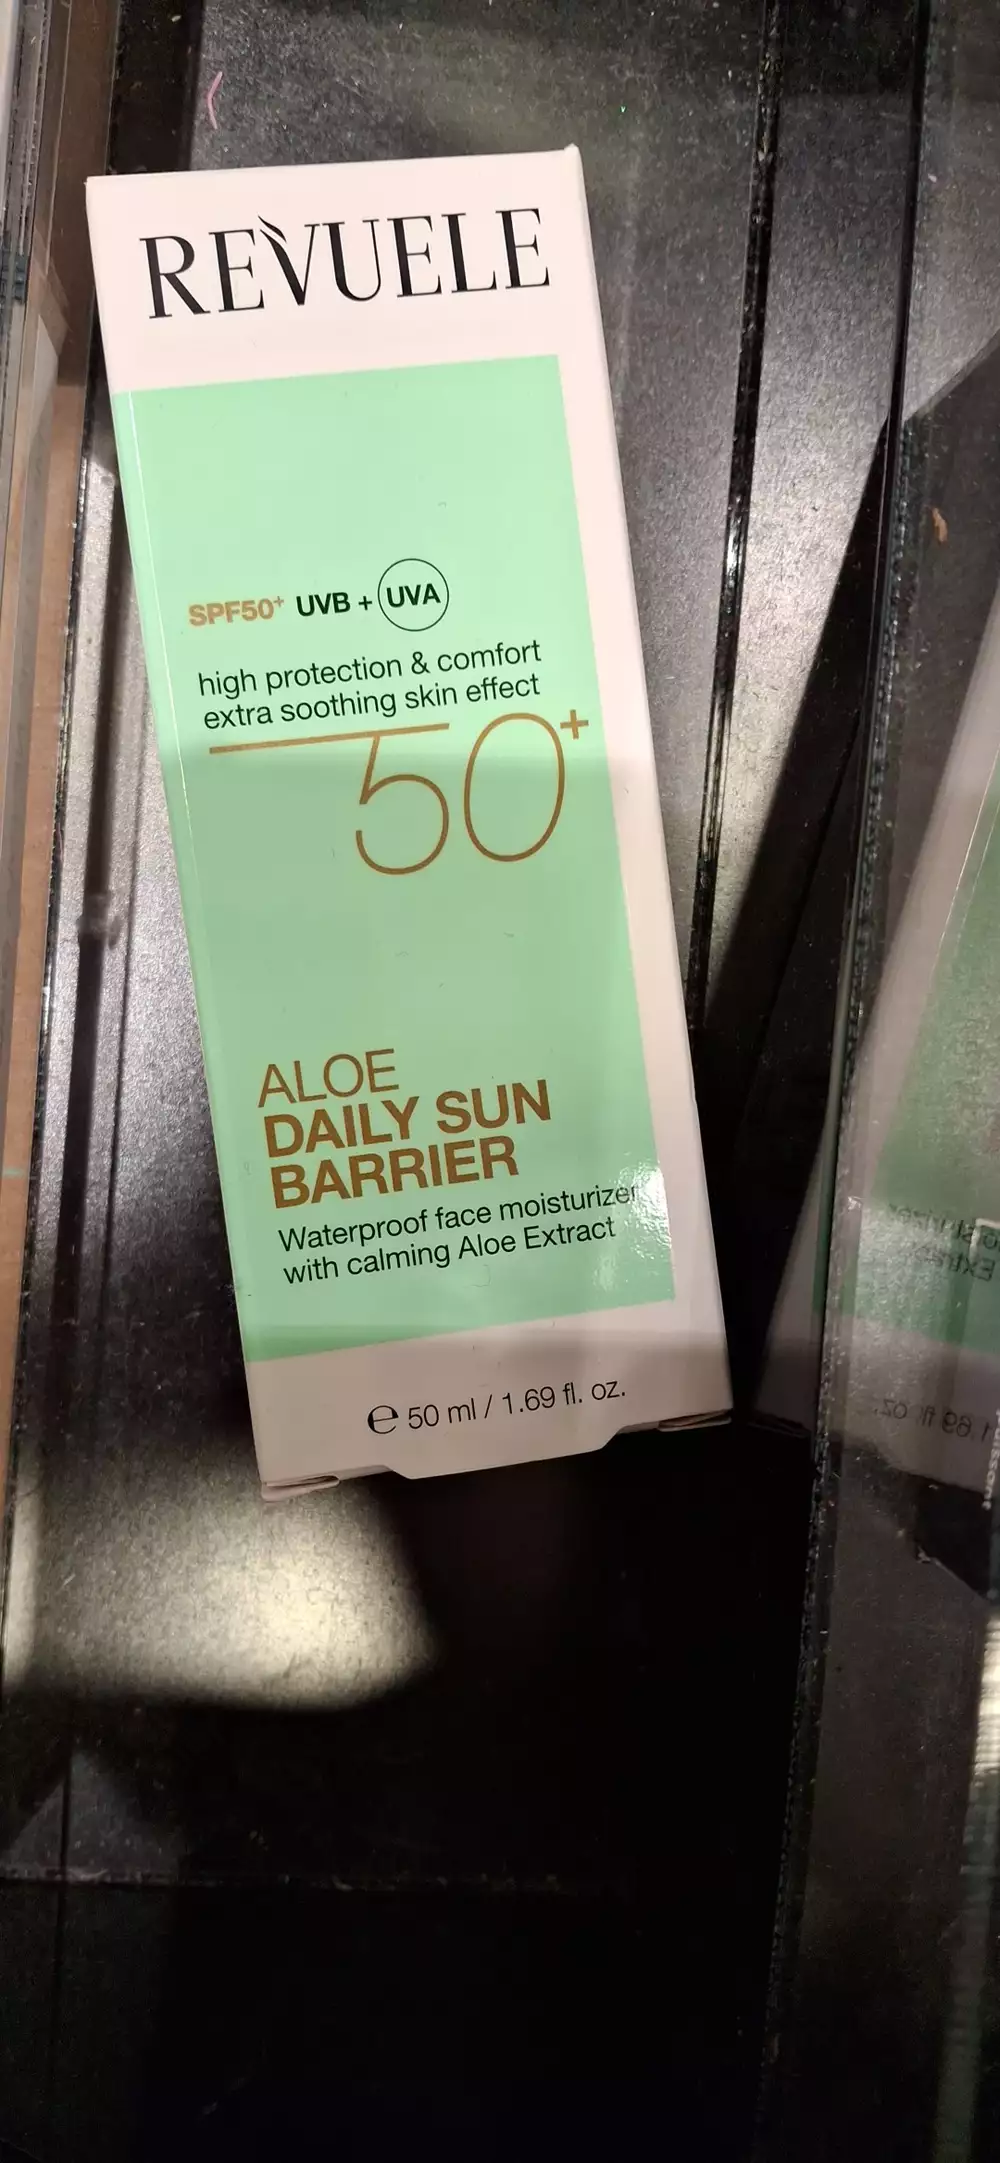 REVUELE
SPF50+ UVB + UVA
high protection & comfort
extra soothing skin effect
50+
ALOE
DAILY SUN
BARRIER
Waterproof face moisturizer
with calming Aloe Extract
℮ 50 ml / 1.69 fl. oz.